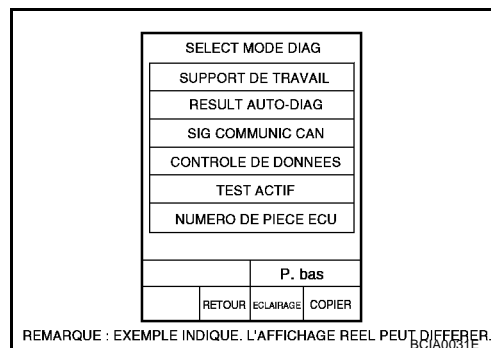 SELECT MODE DIAG
SUPPORT DE TRAVAIL
RESULT AUTO-DIAG
SIG COMMUNIC CAN
CONTROLE DE DONNEES
TEST ACTIF
NUMERO DE PIECE ECU
P. bas
RETOUR ECLAIRAGE COPIER
REMARQUE : EXEMPLE INDIQUE. L'AFFICHAGE REEL PEUT DIFFERER.
BCIA0031E